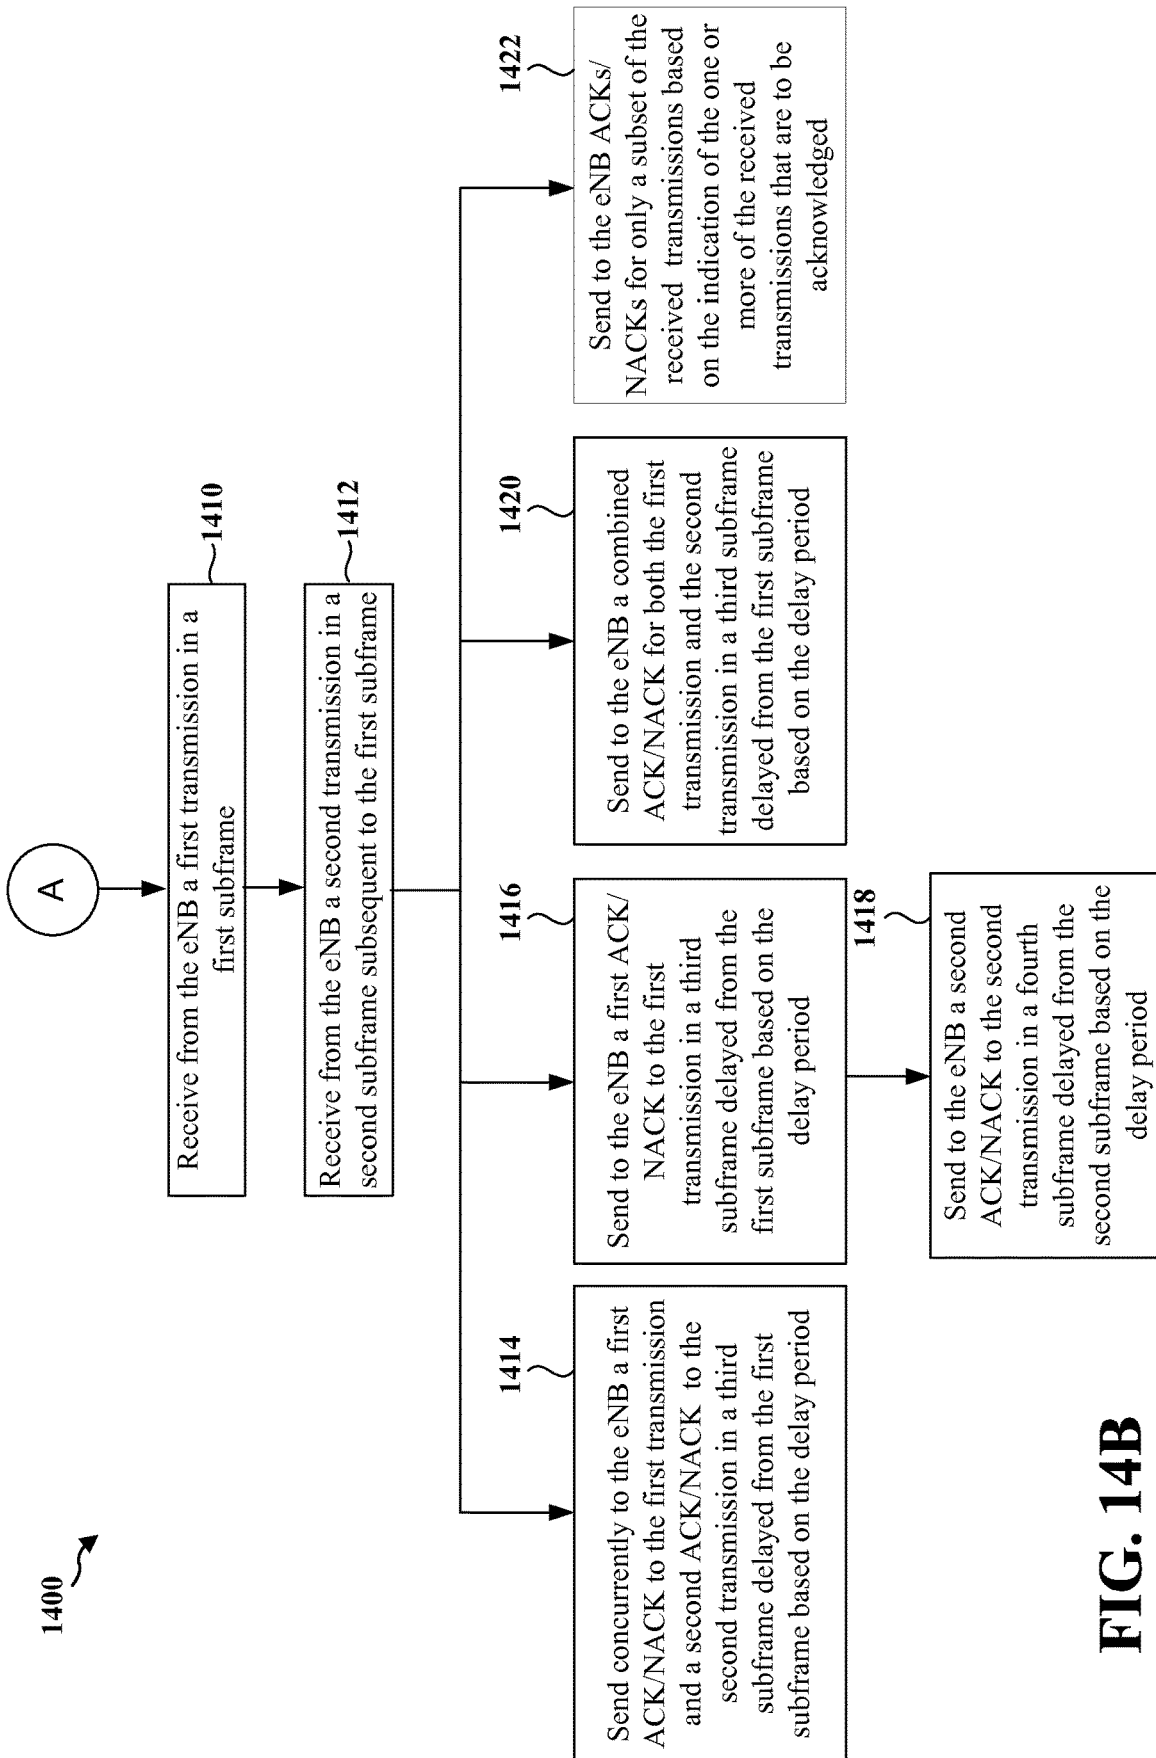 1400
A
Receive from the eNB a first transmission in a
first subframe
1410
Receive from the eNB a second transmission in a
second subframe subsequent to the first subframe
1412
1414
Send concurrently to the eNB a first
ACK/NACK to the first transmission
and a second ACK/NACK to the
second transmission in a third
subframe delayed from the first
subframe based on the delay period
1416
Send to the eNB a first ACK/
NACK to the first
transmission in a third
subframe delayed from the
first subframe based on the
delay period
1418
Send to the eNB a second
ACK/NACK to the second
transmission in a fourth
subframe delayed from the
second subframe based on the
delay period
1420
Send to the eNB a combined
ACK/NACK for both the first
transmission and the second
transmission in a third subframe
delayed from the first subframe
based on the delay period
1422
Send to the eNB ACKs/
NACKs for only a subset of the
received transmissions based
on the indication of the one or
more of the received
transmissions that are to be
acknowledged
FIG. 14B